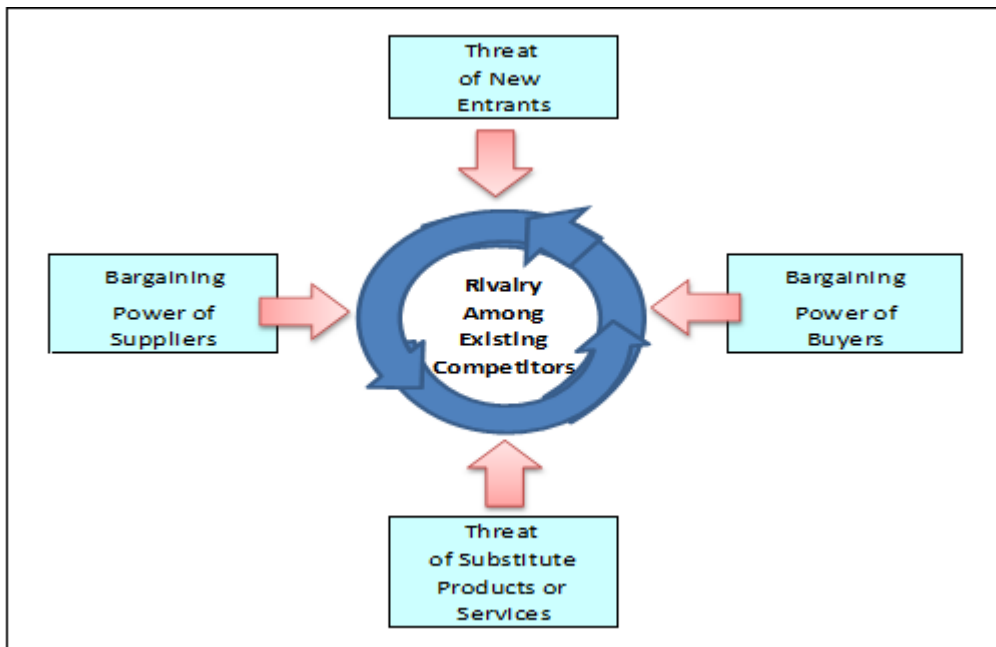 Threat
of New
Entrants
Bargaining
Power of
Suppliers
Rivalry
Among
Existing
Competitors
Bargaining
Power of
Buyers
Threat
of Substitute
Products or
Services